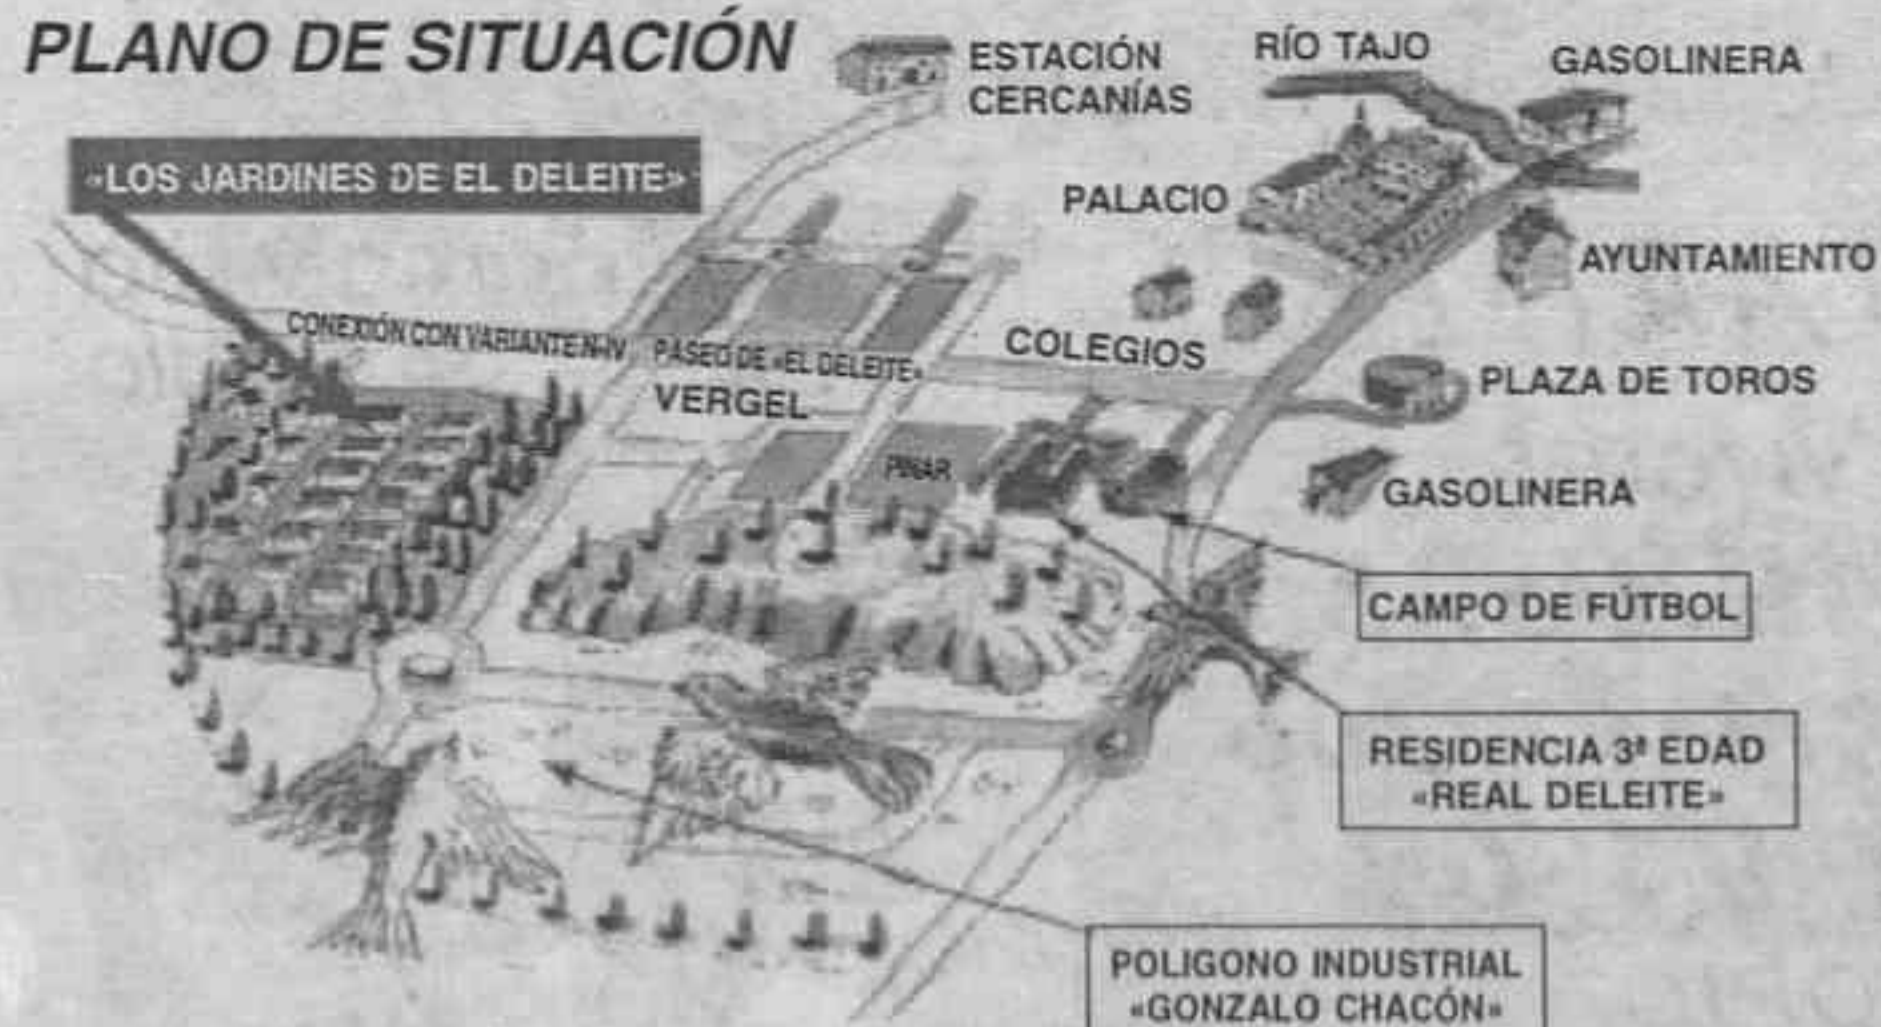 PLANO DE SITUACIÓN
ESTACIÓN
CERCANÍAS
RÍO TAJO
GASOLINERA
«LOS JARDINES DE EL DELEITE»
PALACIO
AYUNTAMIENTO
CONEXIÓN CON VARIANTE N-IV
PASEO DE «EL DELEITE»
COLEGIOS
VERGEL
PLAZA DE TOROS
PINAR
GASOLINERA
CAMPO DE FÚTBOL
RESIDENCIA 3ª EDAD
«REAL DELEITE»
POLIGONO INDUSTRIAL
«GONZALO CHACÓN»